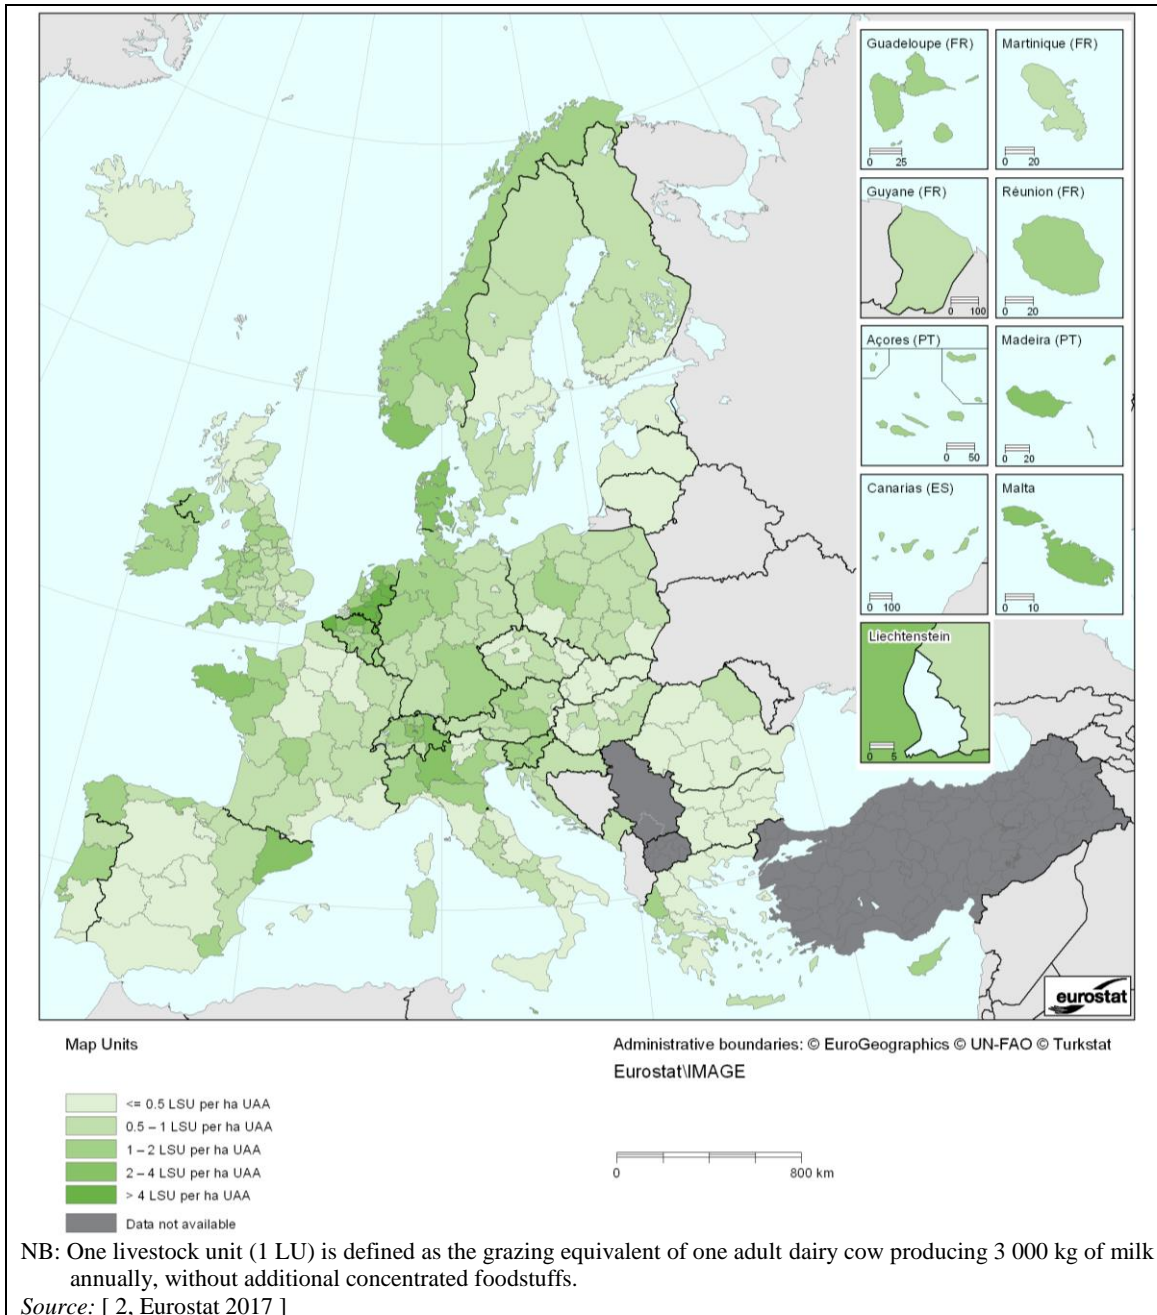 Guadeloupe (FR)
0 25
Martinique (FR)
0 20
Guyane (FR)
0 100
Réunion (FR)
0 20
Açores (PT)
0 50
Madeira (PT)
0 20
Canarias (ES)
0 100
Malta
0 10
Liechtenstein
0 5
eurostat
Map Units
Administrative boundaries: © EuroGeographics © UN-FAO © Turkstat
Eurostat\IMAGE
<= 0.5 LSU per ha UAA
0.5 – 1 LSU per ha UAA
1 – 2 LSU per ha UAA
2 – 4 LSU per ha UAA
> 4 LSU per ha UAA
Data not available
0 800 km
NB: One livestock unit (1 LU) is defined as the grazing equivalent of one adult dairy cow producing 3 000 kg of milk
annually, without additional concentrated foodstuffs.
Source: [ 2, Eurostat 2017 ]